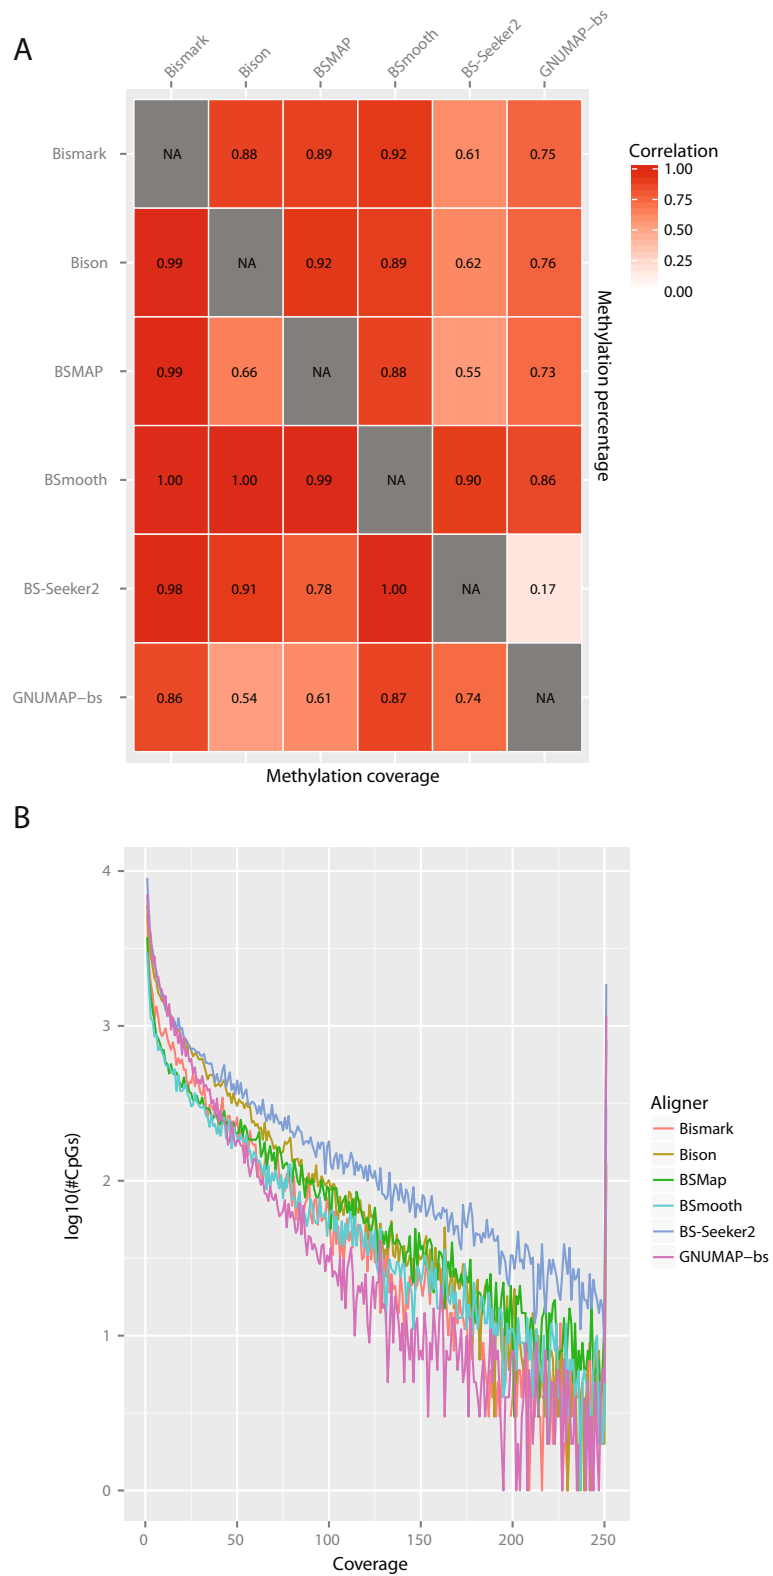 A
Bismark Bison BSMAP BSmooth BS-Seeker2 GNUMAP−bs
Bismark NA 0.88 0.89 0.92 0.61 0.75
Bison 0.99 NA 0.92 0.89 0.62 0.76
BSMAP 0.99 0.66 NA 0.88 0.55 0.73
BSmooth 1.00 1.00 0.99 NA 0.90 0.86
BS-Seeker2 0.98 0.91 0.78 1.00 NA 0.17
GNUMAP−bs 0.86 0.54 0.61 0.87 0.74 NA
Methylation coverage
Methylation percentage
Correlation
1.00
0.75
0.50
0.25
0.00
B
4
3
2
1
0
log10(#CpGs)
0 50 100 150 200 250
Coverage
Aligner
Bismark
Bison
BSMap
BSmooth
BS-Seeker2
GNUMAP−bs